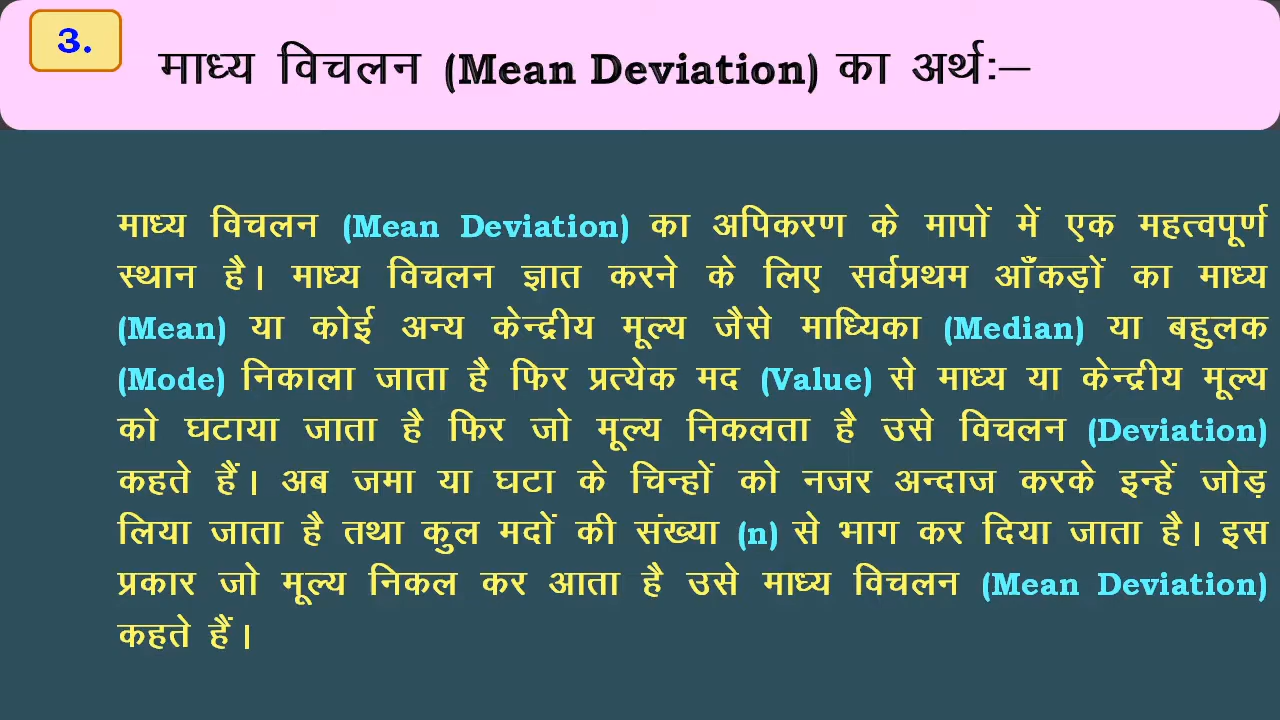 3.
माध्य विचलन (Mean Deviation) का अर्थ:–
माध्य विचलन (Mean Deviation) का अपिकरण के मापों में एक महत्वपूर्ण
स्थान है। माध्य विचलन ज्ञात करने के लिए सर्वप्रथम आँकड़ों का माध्य
(Mean) या कोई अन्य केन्द्रीय मूल्य जैसे माध्यिका (Median) या बहुलक
(Mode) निकाला जाता है फिर प्रत्येक मद (Value) से माध्य या केन्द्रीय मूल्य
को घटाया जाता है फिर जो मूल्य निकलता है उसे विचलन (Deviation)
कहते हैं। अब जमा या घटा के चिन्हों को नजर अन्दाज करके इन्हें जोड़
लिया जाता है तथा कुल मदों की संख्या (n) से भाग कर दिया जाता है। इस
प्रकार जो मूल्य निकल कर आता है उसे माध्य विचलन (Mean Deviation)
कहते हैं।